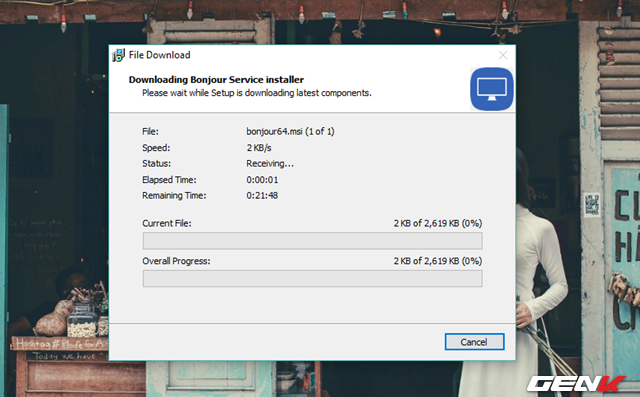 File Download
Downloading Bonjour Service installer
Please wait while Setup is downloading latest components.
File: bonjour64.msi (1 of 1)
Speed: 2 KB/s
Status: Receiving...
Elapsed Time: 0:00:01
Remaining Time: 0:21:48
Current File: 2 KB of 2,619 KB (0%)
Overall Progress: 2 KB of 2,619 KB (0%)
Cancel
Today we have
GENK